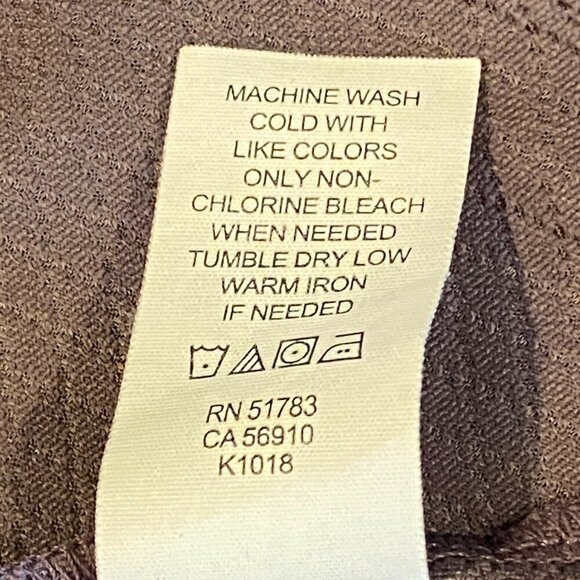 MACHINE WASH
COLD WITH
LIKE COLORS
ONLY NON-
CHLORINE BLEACH
WHEN NEEDED
TUMBLE DRY LOW
WARM IRON
IF NEEDED
RN 51783
CA 56910
K1018